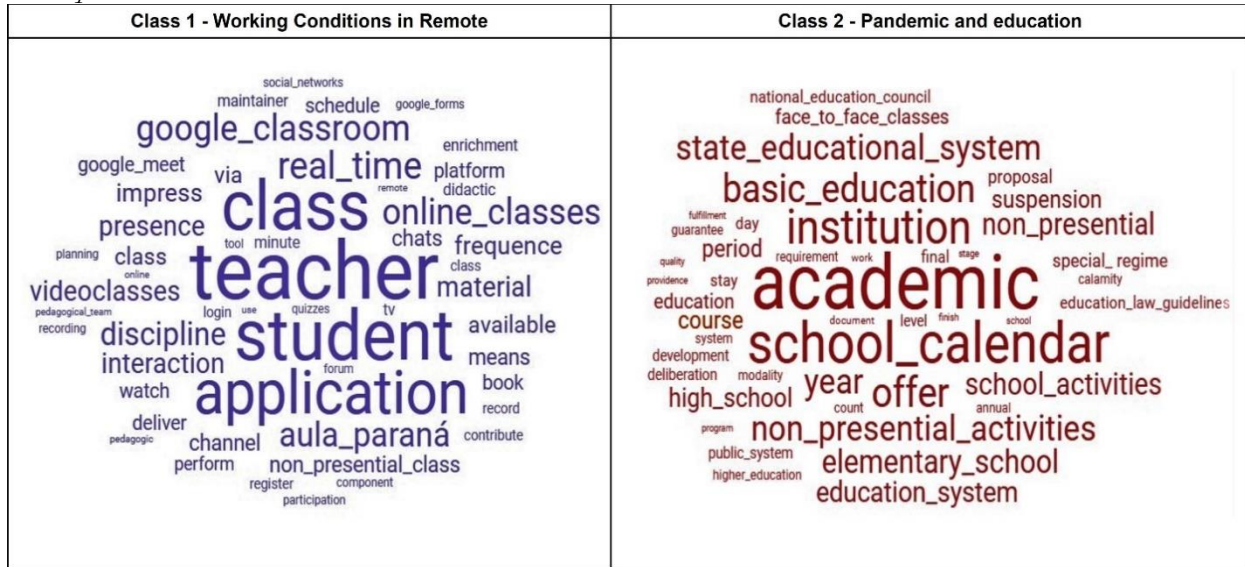 Class 1 - Working Conditions in Remote
Class 2 - Pandemic and education
social_networks
maintainer schedule google_forms
google_classroom
enrichment
google_meet via real_time platform
impress remote didactic
class online_classes
presence chats
tool minute frequence
planning class class
online teacher material
videoclasses
pedagogical_team login use quizzes tv
recording available
discipline student
interaction forum means
watch application book
record
deliver
pedagogic channel aula_paraná contribute
perform non_presential_class
register component
participation
national_education_council
face_to_face_classes
state_educational_system
basic_education proposal
suspension
fulfillment
guarantee day institution non_presential
period requirement work final stage special_ regime
quality calamity
providence stay academic
education education_law_guidelines
course document level finish school
system
development school_calendar
deliberation modality
high_school year offer school_activities
count annual
program non_presential_activities
public_system elementary_school
higher_education
education_system